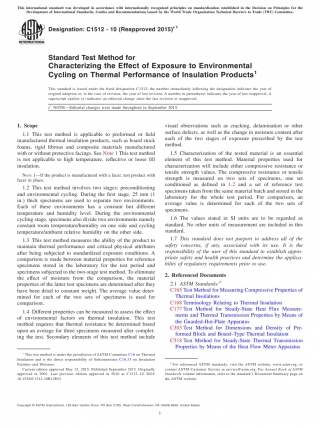 This international standard was developed in accordance with internationally recognized principles on standardization established in the Decision on Principles for the
Development of International Standards, Guides and Recommendations issued by the World Trade Organization Technical Barriers to Trade (TBT) Committee.
Designation: C1512 − 10 (Reapproved 2015)ε1
Standard Test Method for
Characterizing the Effect of Exposure to Environmental
Cycling on Thermal Performance of Insulation Products1
This standard is issued under the fixed designation C1512; the number immediately following the designation indicates the year of
original adoption or, in the case of revision, the year of last revision. A number in parentheses indicates the year of last reapproval. A
superscript epsilon (ε) indicates an editorial change since the last revision or reapproval.
ε1 NOTE—Editorial changes were made throughout in September 2015.
1. Scope
1.1 This test method is applicable to preformed or field
manufactured thermal insulation products, such as board stock
foams, rigid fibrous and composite materials manufactured
with or without protective facings. See Note 1 This test method
is not applicable to high temperature, reflective or loose fill
insulation.
NOTE 1—If the product is manufactured with a facer, test product with
facer in place.
1.2 This test method involves two stages: preconditioning
and environmental cycling. During the first stage, 25 mm (1
in.) thick specimens are used to separate two environments.
Each of these environments has a constant but different
temperature and humidity level. During the environmental
cycling stage, specimens also divide two environments namely
constant room temperature/humidity on one side and cycling
temperature/ambient relative humidity on the other side.
1.3 This test method measures the ability of the product to
maintain thermal performance and critical physical attributes
after being subjected to standardized exposure conditions. A
comparison is made between material properties for reference
specimens stored in the laboratory for the test period and
specimens subjected to the two-stage test method. To eliminate
the effect of moisture from the comparison, the material
properties of the latter test specimens are determined after they
have been dried to constant weight. The average value deter-
mined for each of the two sets of specimens is used for
comparison.
1.4 Different properties can be measured to assess the effect
of environmental factors on thermal insulation. This test
method requires that thermal resistance be determined based
upon an average for three specimens measured after complet-
ing the test. Secondary elements of this test method include
visual observations such as cracking, delamination or other
surface defects, as well as the change in moisture content after
each of the two stages of exposure prescribed by the test
method.
1.5 Characterization of the tested material is an essential
element of this test method. Material properties used for
characterization will include either compressive resistance or
tensile strength values. The compressive resistance or tensile
strength is measured on two sets of specimens, one set
conditioned as defined in 1.2 and a set of reference test
specimens taken from the same material batch and stored in the
laboratory for the whole test period. For comparison, an
average value is determined for each of the two sets of
specimens.
1.6 The values stated in SI units are to be regarded as
standard. No other units of measurement are included in this
standard.
1.7 This standard does not purport to address all of the
safety concerns, if any, associated with its use. It is the
responsibility of the user of this standard to establish appro-
priate safety and health practices and determine the applica-
bility of regulatory requirements prior to use.
2. Referenced Documents
2.1 ASTM Standards:2
C165 Test Method for Measuring Compressive Properties of
Thermal Insulations
C168 Terminology Relating to Thermal Insulation
C177 Test Method for Steady-State Heat Flux Measure-
ments and Thermal Transmission Properties by Means of
the Guarded-Hot-Plate Apparatus
C303 Test Method for Dimensions and Density of Pre-
formed Block and Board–Type Thermal Insulation
C518 Test Method for Steady-State Thermal Transmission
Properties by Means of the Heat Flow Meter Apparatus
1 This test method is under the jurisdiction of ASTM Committee C16 on Thermal
Insulation and is the direct responsibility of Subcommittee C16.33 on Insulation
Finishes and Moisture.
Current edition approved May 15, 2015. Published September 2015. Originally
approved in 2001. Last previous edition approved in 2010 as C1512–10. DOI:
10.1520/C1512-10R15E01
2 For referenced ASTM standards, visit the ASTM website, www.astm.org, or
contact ASTM Customer Service at service@astm.org. For Annual Book of ASTM
Standards volume information, refer to the standard's Document Summary page on
the ASTM website.
Copyright © ASTM International, 100 Barr Harbor Drive, PO Box C700, West Conshohocken, PA 19428-2959. United States
1